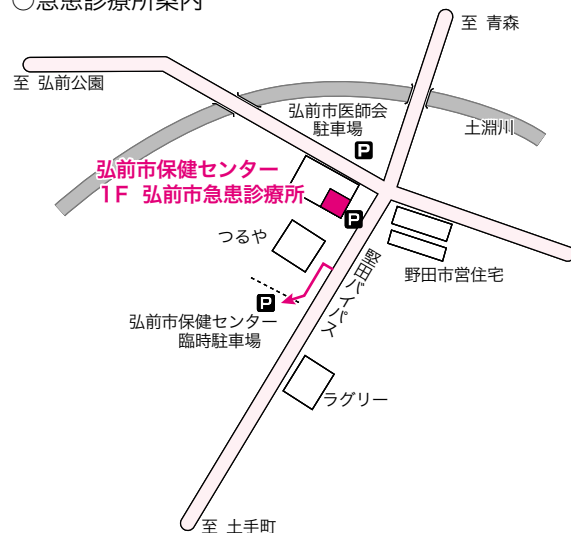 ○急患診療所案内
至 青森
至 弘前公園
弘前市医師会
駐車場
土淵川
P
弘前市保健センター
1F 弘前市急患診療所
P
つるや
野田市営住宅
堅田バイパス
P
弘前市保健センター
臨時駐車場
ラグリー
至 土手町